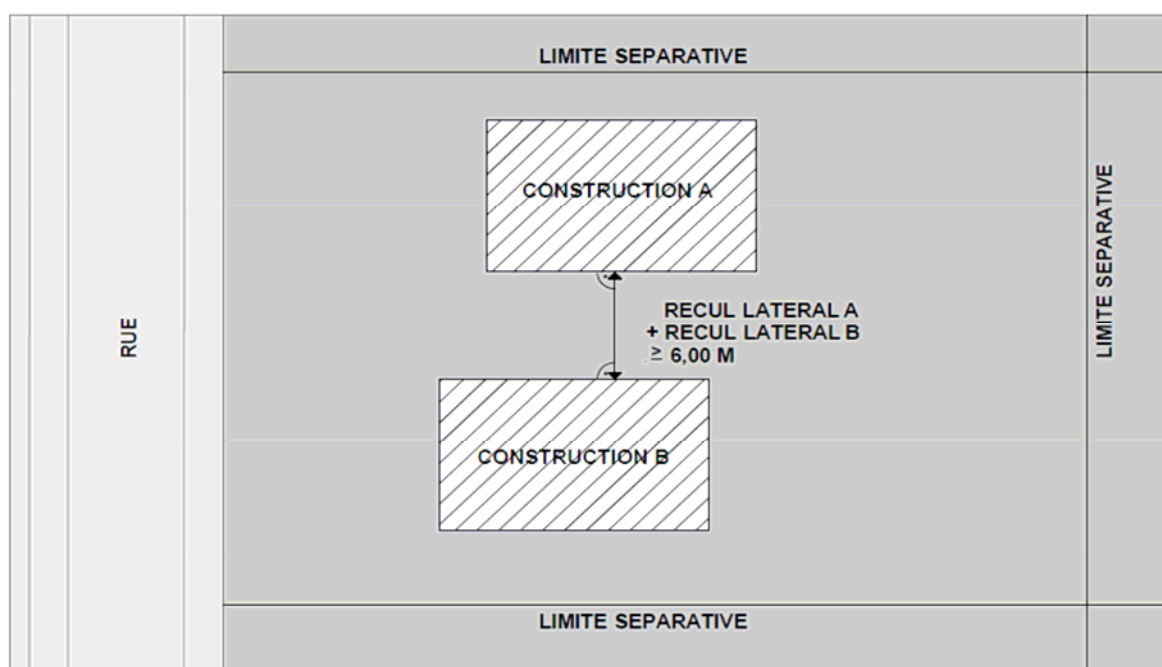 LIMITE SEPARATIVE
CONSTRUCTION A
RECUL LATERAL A
+ RECUL LATERAL B
≥ 6,00 M
RUE
LIMITE SEPARATIVE
CONSTRUCTION B
LIMITE SEPARATIVE